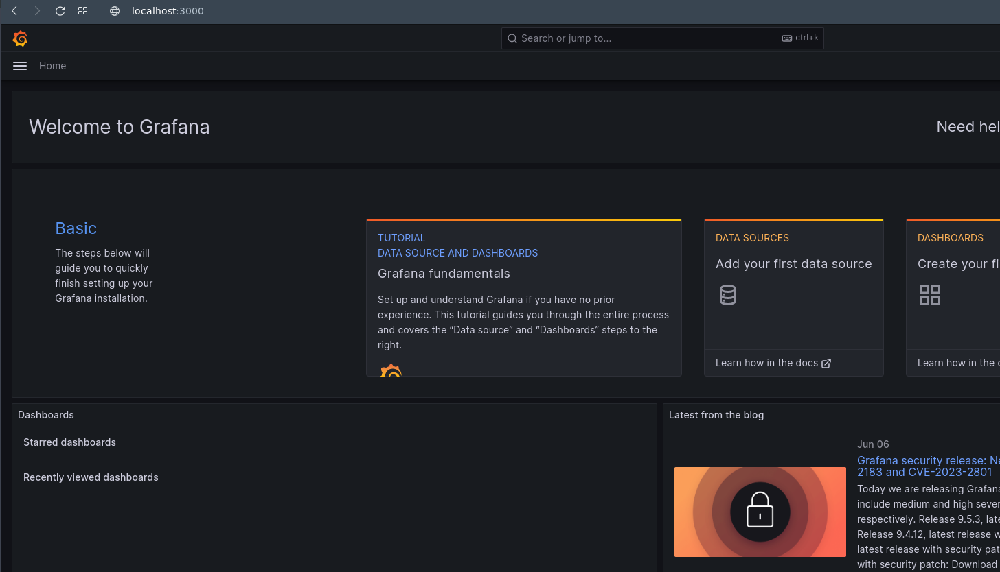 localhost:3000
Search or jump to...
ctrl+k
Home
Welcome to Grafana
Need hel
Basic
The steps below will
guide you to quickly
finish setting up your
Grafana installation.
TUTORIAL
DATA SOURCE AND DASHBOARDS
Grafana fundamentals
Set up and understand Grafana if you have no prior
experience. This tutorial guides you through the entire process
and covers the “Data source” and “Dashboards” steps to the
right.
DATA SOURCES
Add your first data source
Learn how in the docs
DASHBOARDS
Create your fi
Learn how in the
Dashboards
Starred dashboards
Recently viewed dashboards
Latest from the blog
Jun 06
Grafana security release: Ne
2183 and CVE-2023-2801
Today we are releasing Grafana
include medium and high sever
respectively. Release 9.5.3, late
Release 9.4.12, latest release w
latest release with security pat
with security patch: Download